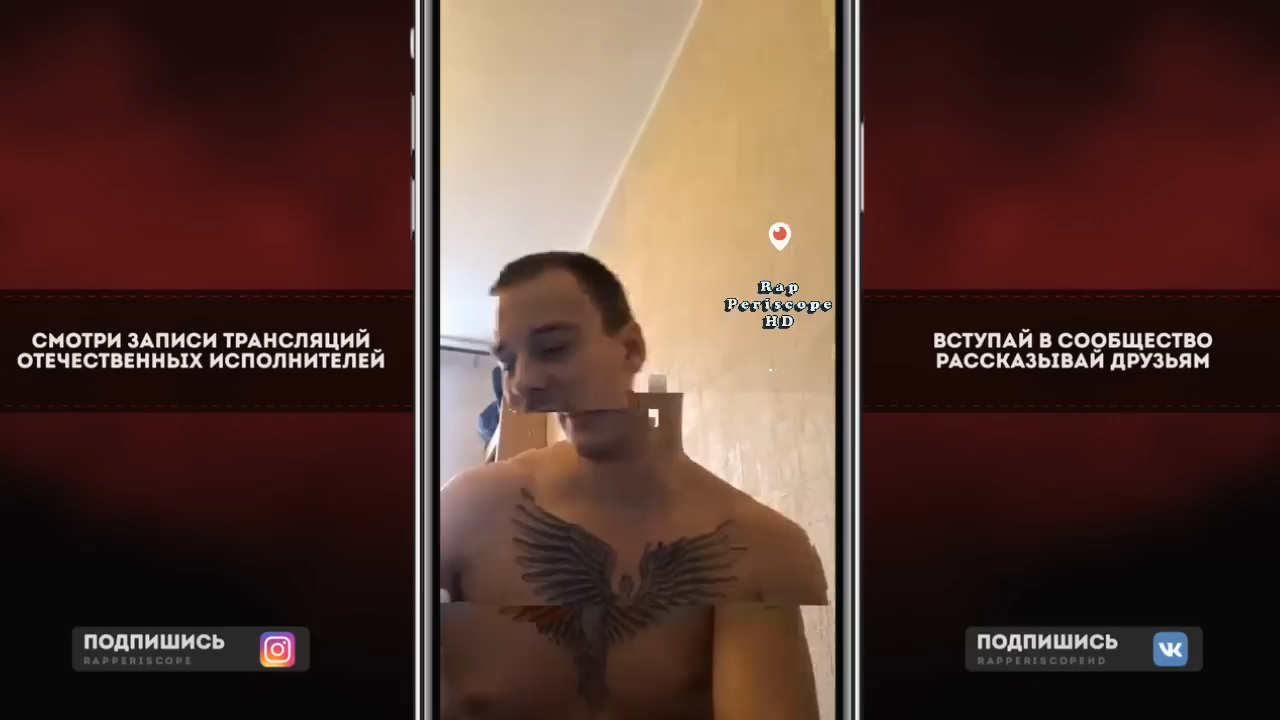 СМОТРИ ЗАПИСИ ТРАНСЛЯЦИЙ
ОТЕЧЕСТВЕННЫХ ИСПОЛНИТЕЛЕЙ
Rap
Periscope
HD
ВСТУПАЙ В СООБЩЕСТВО
РАССКАЗЫВАЙ ДРУЗЬЯМ
ПОДПИШИСЬ
RAPPERISCOPE
ПОДПИШИСЬ
RAPPERISCOPEHD